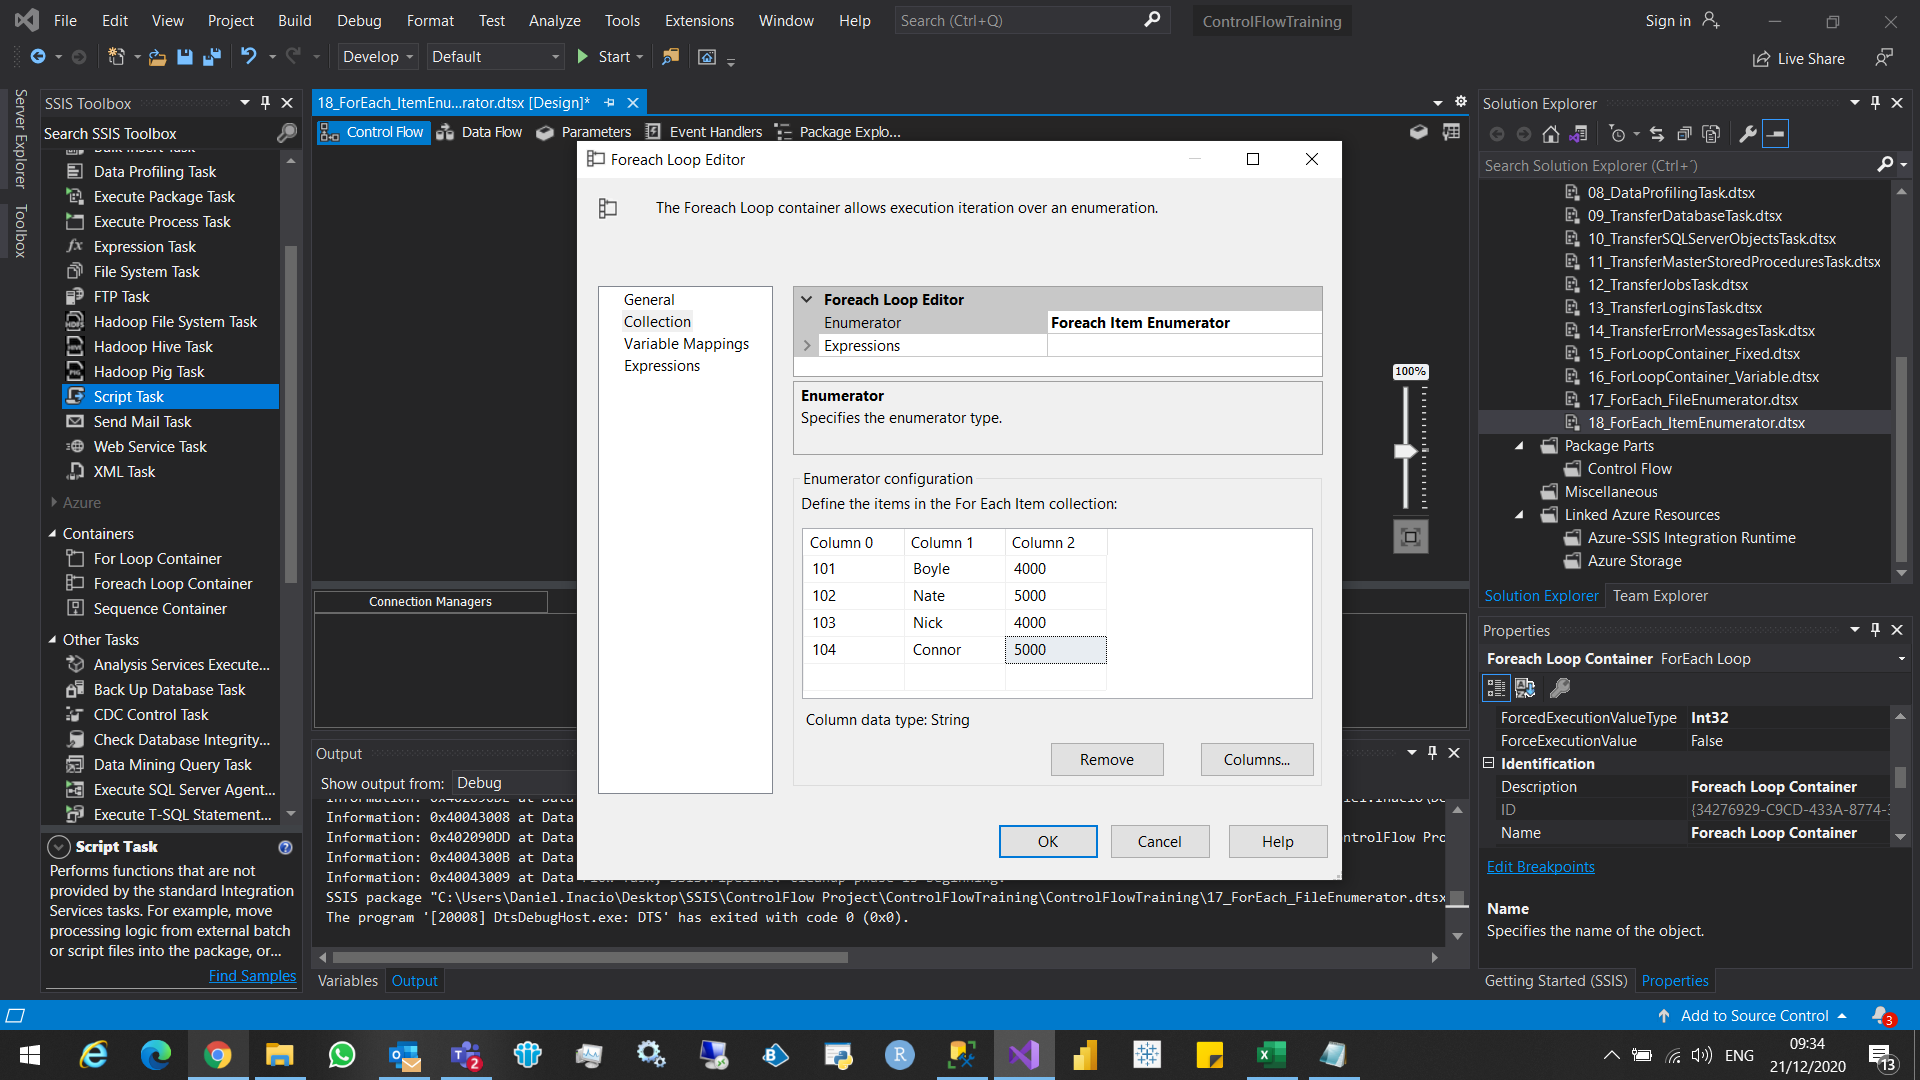 File Edit View Project Build Debug Format Test Analyze Tools Extensions Window Help Search (Ctrl+Q) ControlFlowTraining Sign in
Develop Default Start Live Share
Server Explorer
Toolbox
SSIS Toolbox
Search SSIS Toolbox
Bulk Insert Task
Data Profiling Task
Execute Package Task
Execute Process Task
Expression Task
File System Task
FTP Task
Hadoop File System Task
Hadoop Hive Task
Hadoop Pig Task
Script Task
Send Mail Task
Web Service Task
XML Task
Azure
Containers
For Loop Container
Foreach Loop Container
Sequence Container
Other Tasks
Analysis Services Execute...
Back Up Database Task
CDC Control Task
Check Database Integrity...
Data Mining Query Task
Execute SQL Server Agent...
Execute T-SQL Statement...
Script Task
Performs functions that are not
provided by the standard Integration
Services tasks. For example, move
processing logic from external batch
or script files into the package, or...
Find Samples
18_ForEach_ItemEnu...rator.dtsx [Design]*
Control Flow Data Flow Parameters Event Handlers Package Explo...
Foreach Loop Editor
The Foreach Loop container allows execution iteration over an enumeration.
General
Collection
Variable Mappings
Expressions
Foreach Loop Editor
Enumerator Foreach Item Enumerator
Expressions
Enumerator
Specifies the enumerator type.
Enumerator configuration
Define the items in the For Each Item collection:
Column 0 Column 1 Column 2
101 Boyle 4000
102 Nate 5000
103 Nick 4000
104 Connor 5000
Column data type: String
Remove Columns...
OK Cancel Help
100%
Connection Managers
Output
Show output from: Debug
Information: 0x40043008 at Data
Information: 0x402090DD at Data ontrolFlow Pro
Information: 0x4004300B at Data
Information: 0x40043009 at Data
SSIS package "C:\Users\Daniel.Inacio\Desktop\SSIS\ControlFlow Project\ControlFlowTraining\ControlFlowTraining\17_ForEach_FileEnumerator.dtsx
The program '[20008] DtsDebugHost.exe: DTS' has exited with code 0 (0x0).
Variables Output
Solution Explorer
Search Solution Explorer (Ctrl+´)
08_DataProfilingTask.dtsx
09_TransferDatabaseTask.dtsx
10_TransferSQLServerObjectsTask.dtsx
11_TransferMasterStoredProceduresTask.dtsx
12_TransferJobsTask.dtsx
13_TransferLoginsTask.dtsx
14_TransferErrorMessagesTask.dtsx
15_ForLoopContainer_Fixed.dtsx
16_ForLoopContainer_Variable.dtsx
17_ForEach_FileEnumerator.dtsx
18_ForEach_ItemEnumerator.dtsx
Package Parts
Control Flow
Miscellaneous
Linked Azure Resources
Azure-SSIS Integration Runtime
Azure Storage
Solution Explorer Team Explorer
Properties
Foreach Loop Container ForEach Loop
ForcedExecutionValueType Int32
ForceExecutionValue False
Identification
Description Foreach Loop Container
ID {34276929-C9CD-433A-8774-3
Name Foreach Loop Container
Edit Breakpoints
Name
Specifies the name of the object.
Getting Started (SSIS) Properties
Add to Source Control 3
2 ENG 09:34
21/12/2020 13